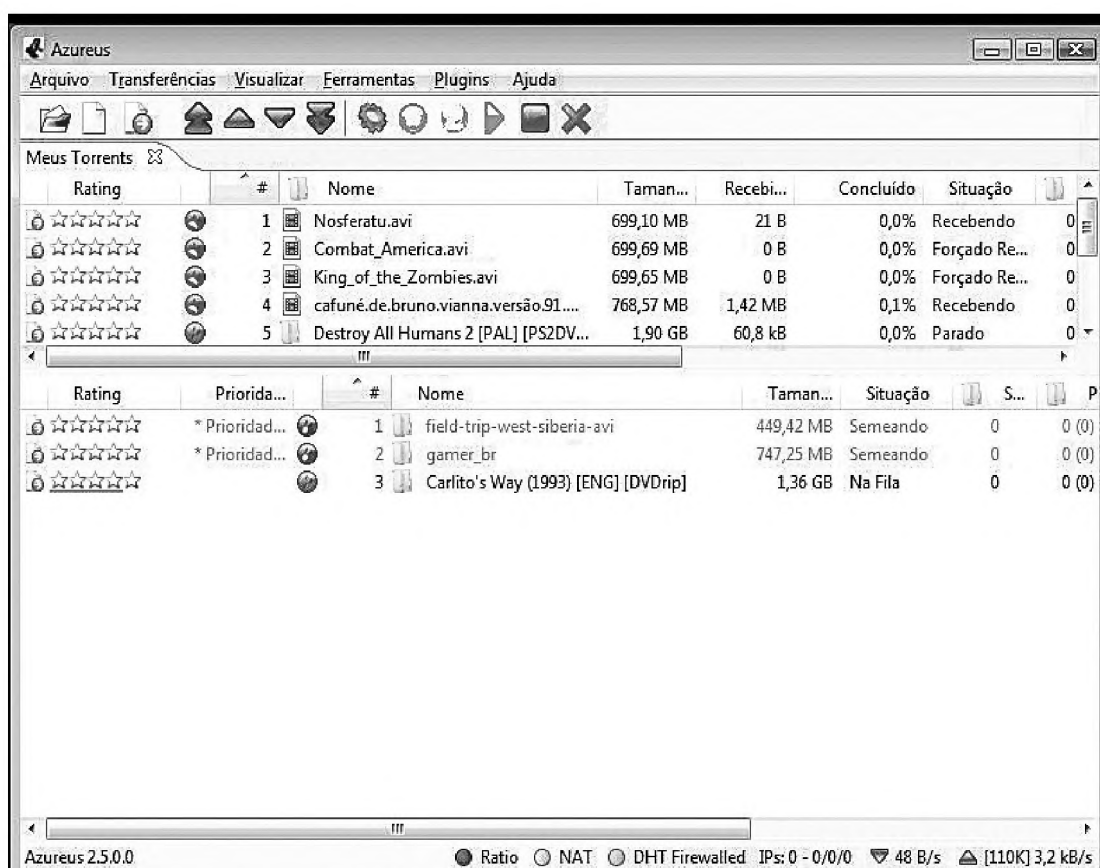 Azureus
Arquivo Transferências Visualizar Ferramentas Plugins Ajuda
Meus Torrents
Rating # Nome Taman... Recebi... Concluído Situação
1 Nosferatu.avi 699,10 MB 21 B 0,0% Recebendo 0
2 Combat_America.avi 699,69 MB 0 B 0,0% Forçado Re... 0
3 King_of_the_Zombies.avi 699,65 MB 0 B 0,0% Forçado Re... 0
4 cafuné.de.bruno.vianna.versão.91.... 768,57 MB 1,42 MB 0,1% Recebendo 0
5 Destroy All Humans 2 [PAL] [PS2DV... 1,90 GB 60,8 kB 0,0% Parado 0
Rating Priorida... # Nome Taman... Situação S... P
* Prioridad... 1 field-trip-west-siberia-avi 449,42 MB Semeando 0 0 (0)
* Prioridad... 2 gamer_br 747,25 MB Semeando 0 0 (0)
3 Carlito's Way (1993) [ENG] [DVDrip] 1,36 GB Na Fila 0 0 (0)
Azureus 2.5.0.0 Ratio NAT DHT Firewalled IPs: 0 - 0/0/0 48 B/s [110K] 3,2 kB/s